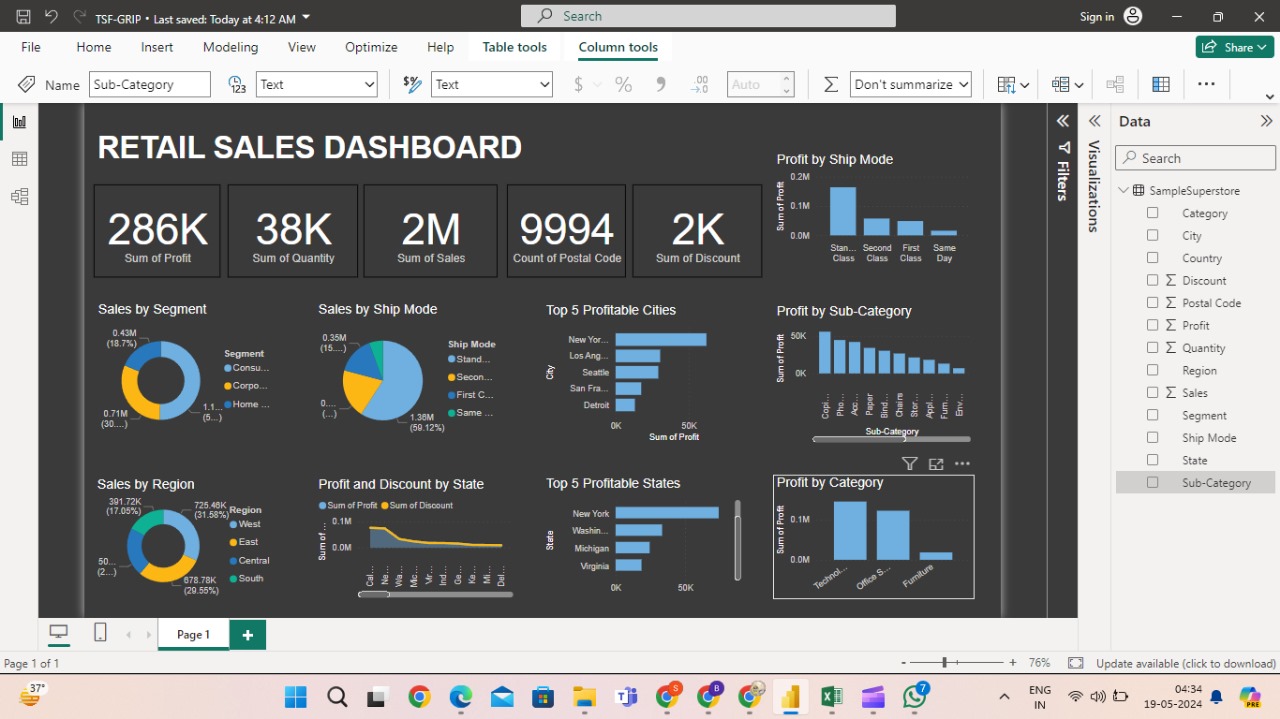 TSF-GRIP • Last saved: Today at 4:12 AM
Search
Sign in
File Home Insert Modeling View Optimize Help Table tools Column tools
Share
Name Sub-Category
123 Text
Text
$ % Auto
Don't summarize
RETAIL SALES DASHBOARD
286K
Sum of Profit
38K
Sum of Quantity
2M
Sum of Sales
9994
Count of Postal Code
2K
Sum of Discount
Profit by Ship Mode
Sum of Profit
0.2M
0.1M
0.0M
Stan... Class
Second Class
First Class
Same Day
Sales by Segment
0.43M
(18.7%)
0.71M
(30....)
1.1...
(5...)
Segment
Consu...
Corpo...
Home ...
Sales by Ship Mode
0.35M
(15....)
0....
(...)
1.36M
(59.12%)
Ship Mode
Stand...
Secon...
First C...
Same ...
Top 5 Profitable Cities
City
New Yor...
Los Ang...
Seattle
San Fra...
Detroit
0K 50K
Sum of Profit
Profit by Sub-Category
Sum of Profit
50K
0K
Copi...
Pho...
Acc...
Paper
Bind...
Chairs
Stor...
Appl...
Fur...
Env...
Sub-Category
Sales by Region
391.72K
(17.05%)
725.46K
(31.58%)
50...
(2...)
678.78K
(29.55%)
Region
West
East
Central
South
Profit and Discount by State
Sum of Profit Sum of Discount
Sum of ...
0.1M
0.0M
Cal...
Ne...
Wa...
Mic...
Vir...
Ind...
Ge...
Ke...
Mi...
Del...
Top 5 Profitable States
State
New York
Washin...
Michigan
Virginia
0K 50K
Profit by Category
Sum of Profit
0.1M
0.0M
Technol...
Office S...
Furniture
Filters
Visualizations
Data
Search
SampleSuperstore
Category
City
Country
Discount
Postal Code
Profit
Quantity
Region
Sales
Segment
Ship Mode
State
Sub-Category
Page 1
Page 1 of 1
- + 76%
Update available (click to download)
37°
S
B
7
ENG
IN
04:34
19-05-2024
PRE